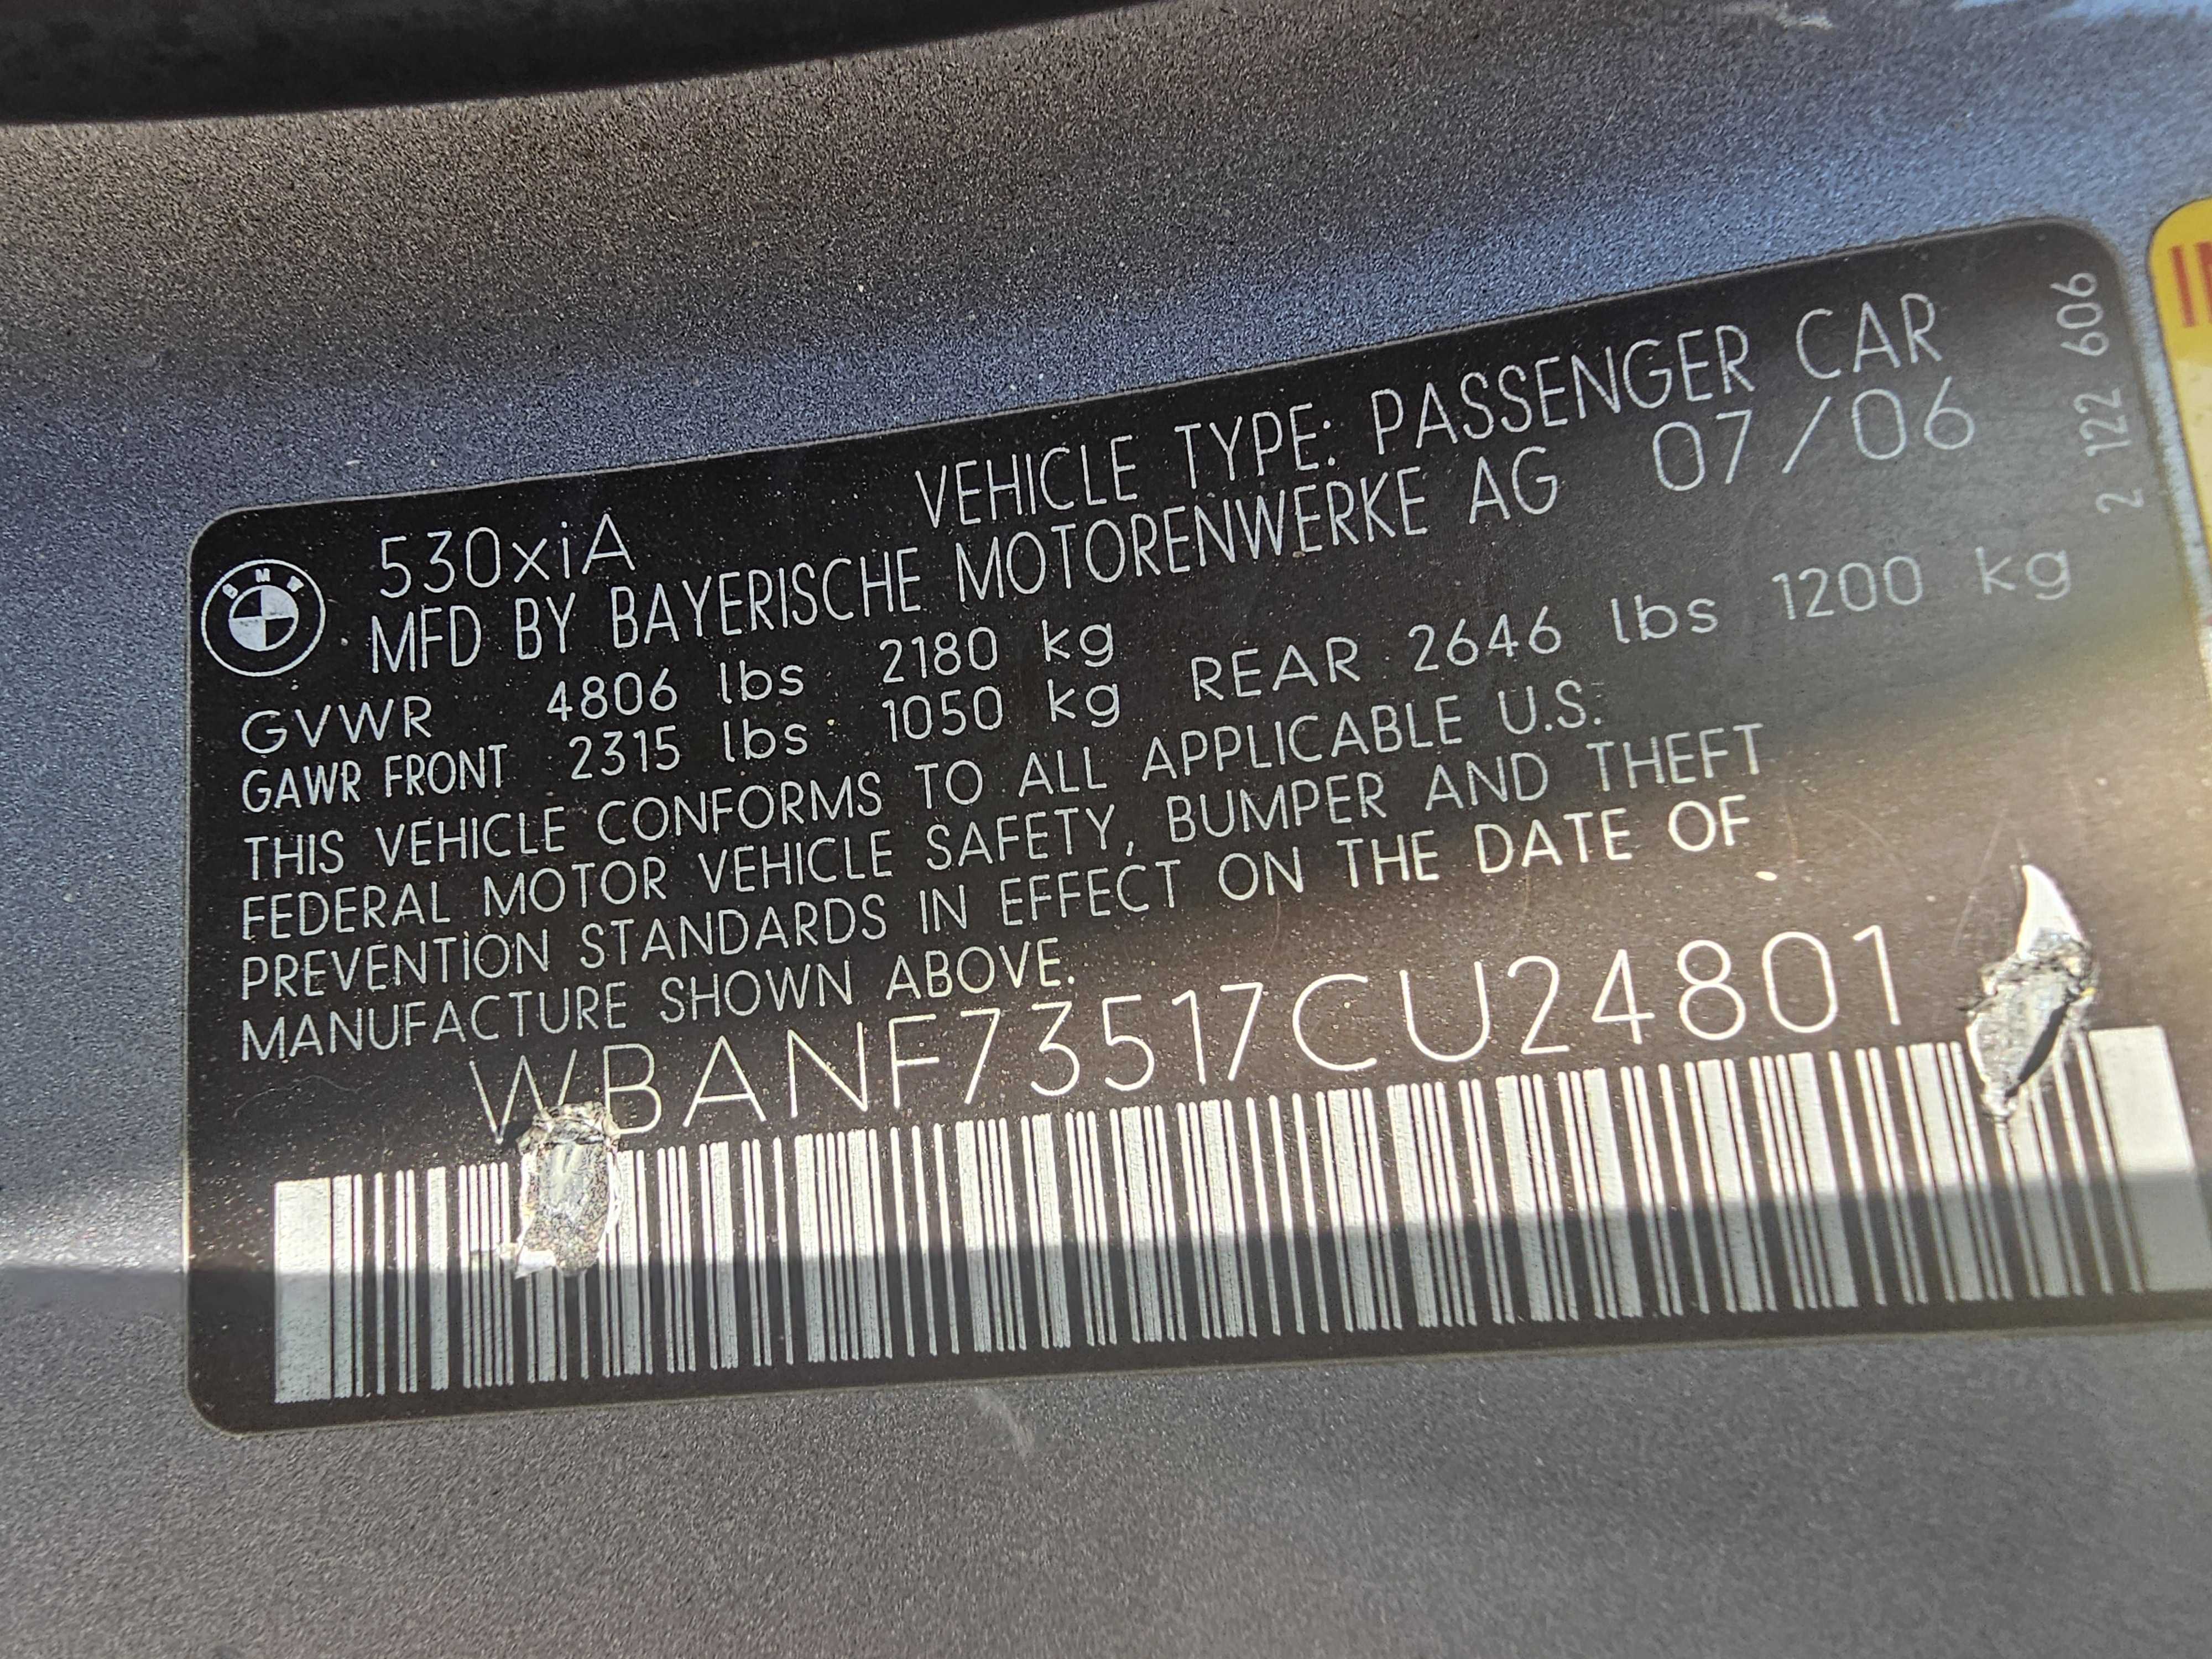 BMW
530xiA VEHICLE TYPE: PASSENGER CAR
MFD BY BAYERISCHE MOTORENWERKE AG 07/06
GVWR 4806 lbs 2180 kg
GAWR FRONT 2315 lbs 1050 kg REAR 2646 lbs 1200 kg
THIS VEHICLE CONFORMS TO ALL APPLICABLE U.S.
FEDERAL MOTOR VEHICLE SAFETY, BUMPER AND THEFT
PREVENTION STANDARDS IN EFFECT ON THE DATE OF
MANUFACTURE SHOWN ABOVE.
WBANF73517CU24801
2 122 606